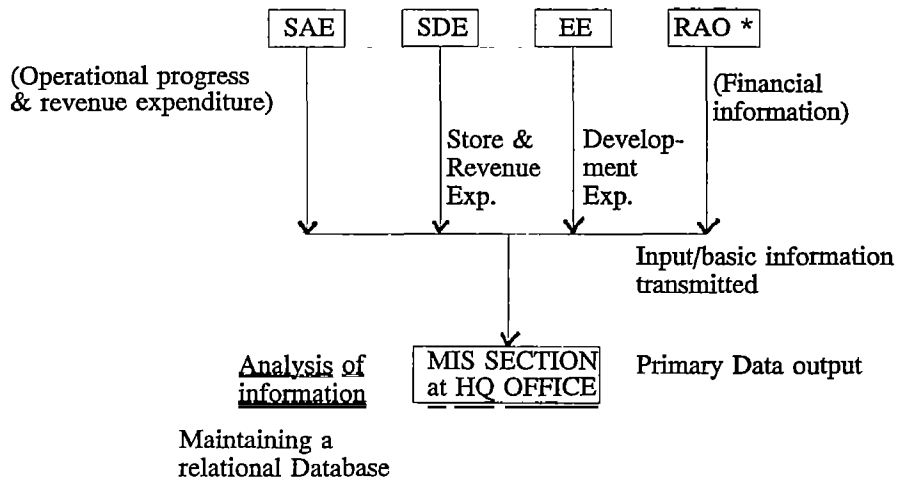 SAE SDE EE RAO *
(Operational progress
& revenue expenditure)
(Financial
information)
Store &
Revenue
Exp.
Develop-
ment
Exp.
Input/basic information
transmitted
Analysis of
information
MIS SECTION
at HQ OFFICE
Primary Data output
Maintaining a
relational Database